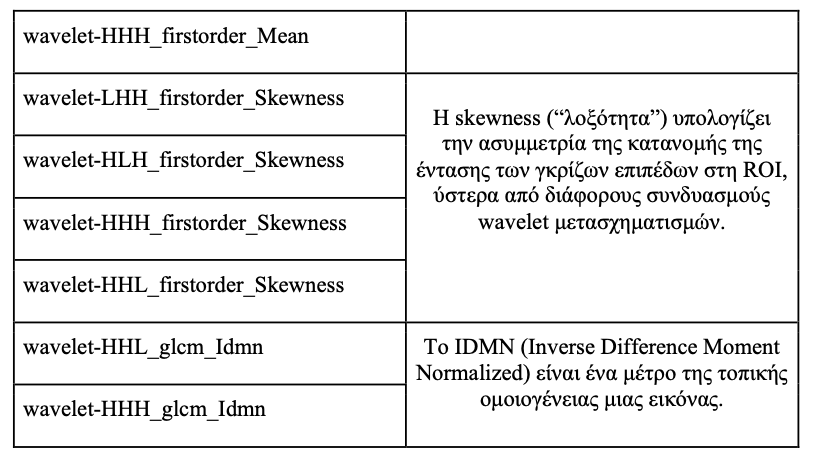 wavelet-HHH_firstorder_Mean
wavelet-LHH_firstorder_Skewness
wavelet-HLH_firstorder_Skewness
wavelet-HHH_firstorder_Skewness
wavelet-HHL_firstorder_Skewness
Η skewness (“λοξότητα”) υπολογίζει
την ασυμμετρία της κατανομής της
έντασης των γκρίζων επιπέδων στη ROI,
ύστερα από διάφορους συνδυασμούς
wavelet μετασχηματισμών.
wavelet-HHL_glcm_Idmn
wavelet-HHH_glcm_Idmn
Το IDMN (Inverse Difference Moment
Normalized) είναι ένα μέτρο της τοπικής
ομοιογένειας μιας εικόνας.